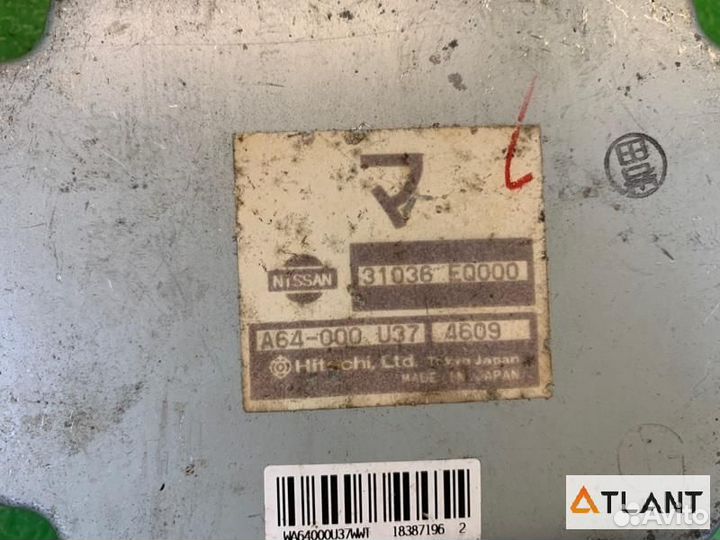 マ
NISSAN
31036 EQ000
A64-000 U37 4609
Hitachi, Ltd. Tokyo Japan
MADE IN JAPAN
WA64000U37WWT 18387196 2
ATLANT
Avito